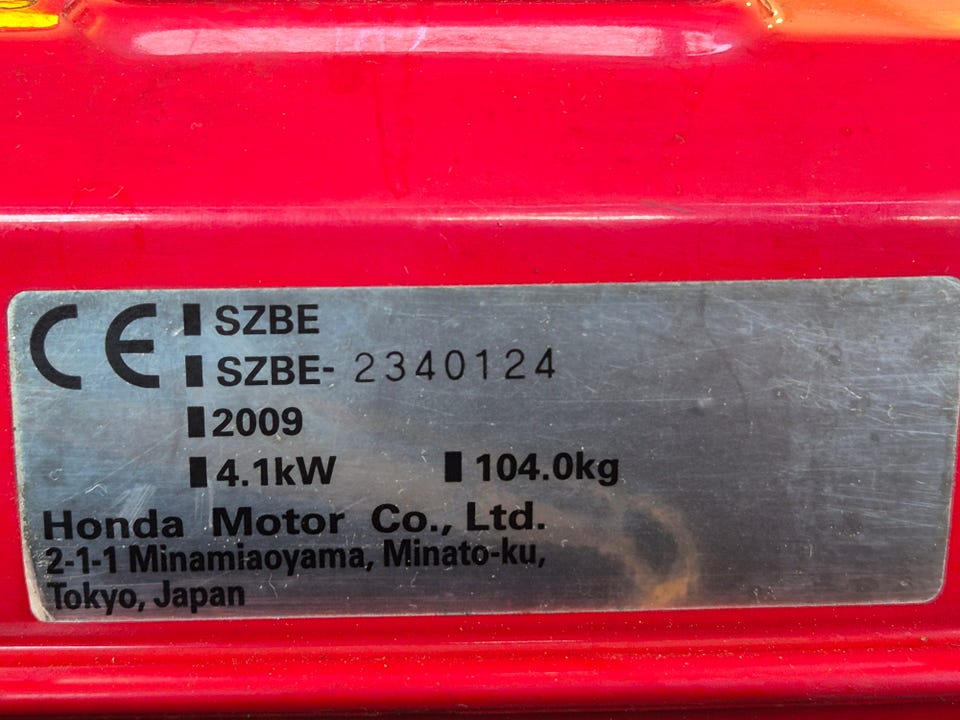 CE SZBE
SZBE- 2340124
2009
4.1kW 104.0kg
Honda Motor Co., Ltd.
2-1-1 Minamiaoyama, Minato-ku,
Tokyo, Japan